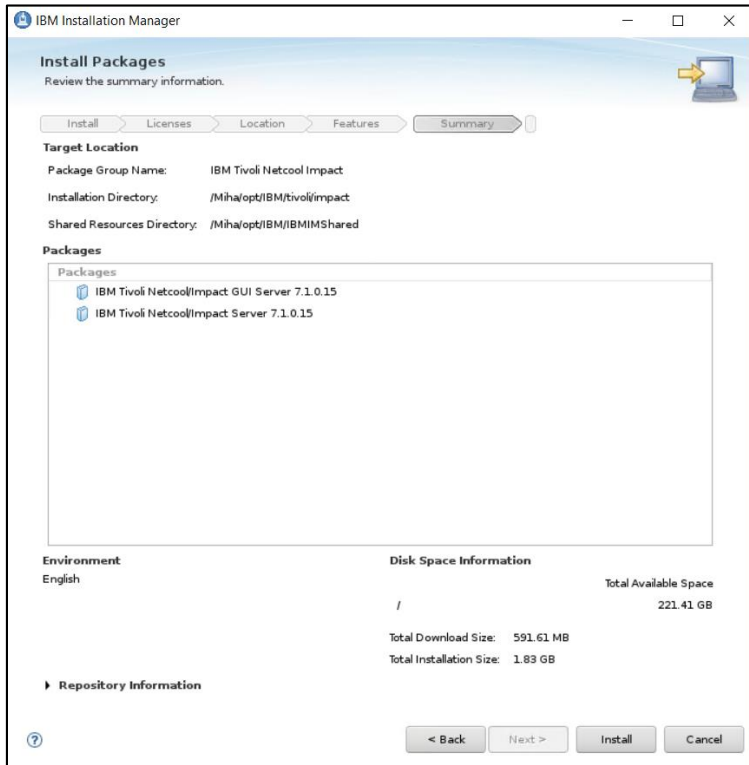 IBM Installation Manager
Install Packages
Review the summary information.
Install Licenses Location Features Summary
Target Location
Package Group Name: IBM Tivoli Netcool Impact
Installation Directory: /Miha/opt/IBM/tivoli/impact
Shared Resources Directory: /Miha/opt/IBM/IBMIMShared
Packages
Packages
IBM Tivoli Netcool/Impact GUI Server 7.1.0.15
IBM Tivoli Netcool/Impact Server 7.1.0.15
Environment Disk Space Information
English Total Available Space
/ 221.41 GB
Total Download Size: 591.61 MB
Total Installation Size: 1.83 GB
Repository Information
? < Back Next > Install Cancel